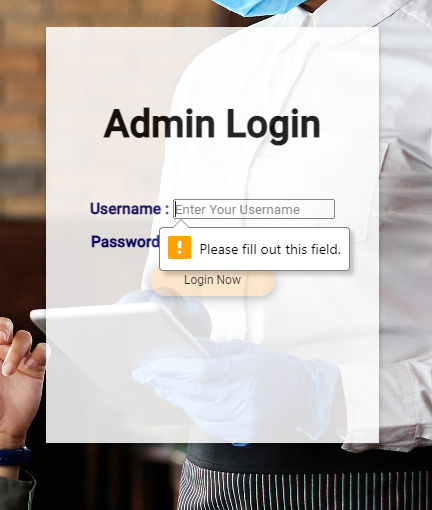 Admin Login
Username : Enter Your Username
Please fill out this field.
Password
Login Now